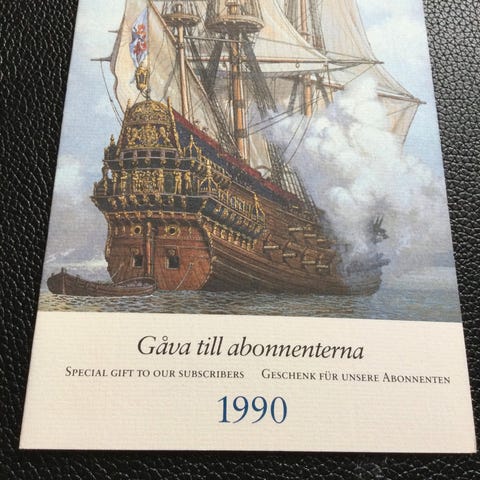 Gåva till abonnenterna
SPECIAL GIFT TO OUR SUBSCRIBERS GESCHENK FÜR UNSERE ABONNENTEN
1990